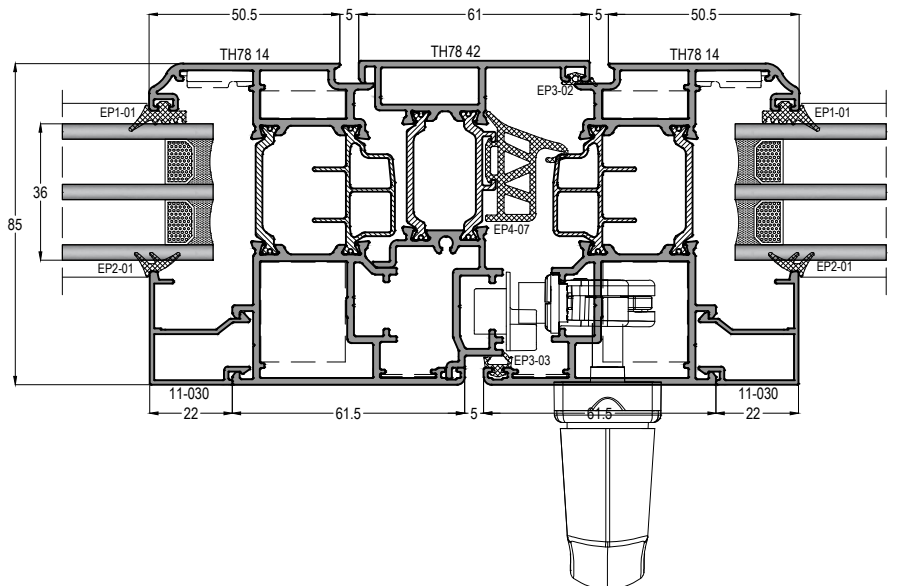 50.5 5 61 5 50.5
TH78 14 TH78 42 TH78 14
EP3-02
EP1-01 EP1-01
36
85
EP4-07
EP2-01 EP2-01
EP3-03
11-030 11-030
22 61.5 5 61.5 22